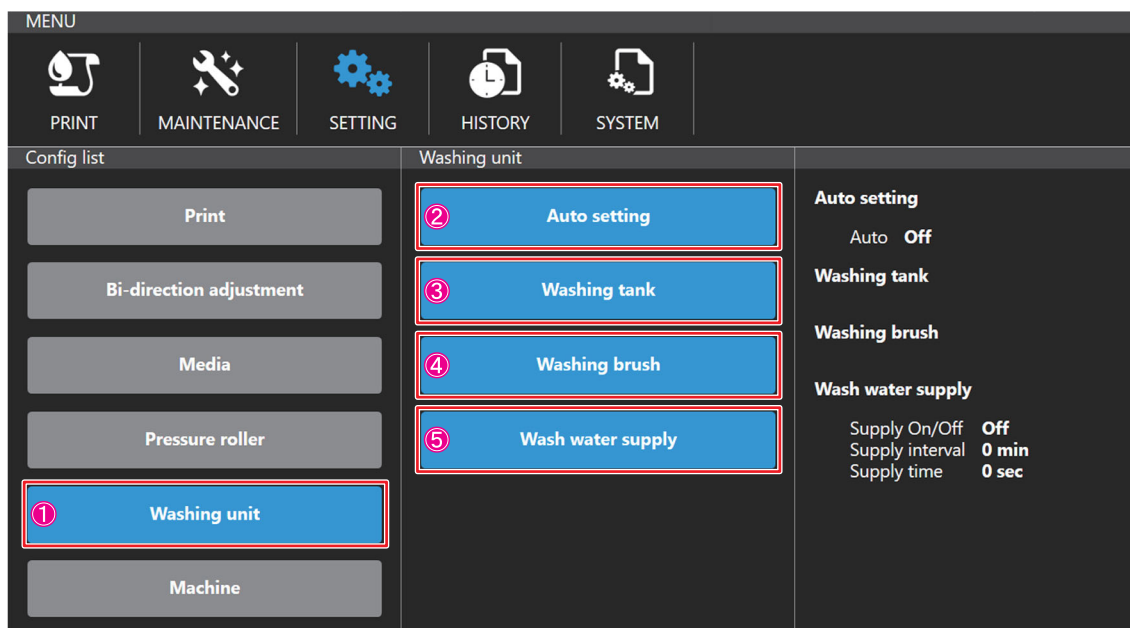 MENU
PRINT MAINTENANCE SETTING HISTORY SYSTEM
Config list
Print
Bi-direction adjustment
Media
Pressure roller
① Washing unit
Machine
Washing unit
② Auto setting
③ Washing tank
④ Washing brush
⑤ Wash water supply
Auto setting
Auto Off
Washing tank
Washing brush
Wash water supply
Supply On/Off Off
Supply interval 0 min
Supply time 0 sec